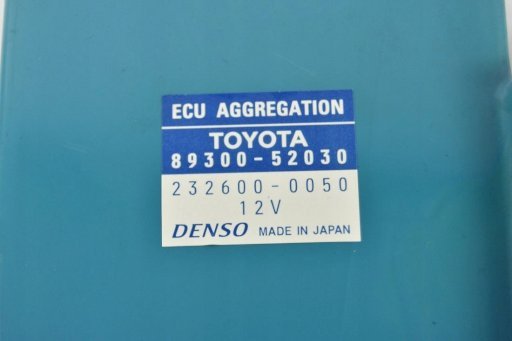 ECU AGGREGATION
TOYOTA
89300-52030
232600-0050
12V
DENSO MADE IN JAPAN